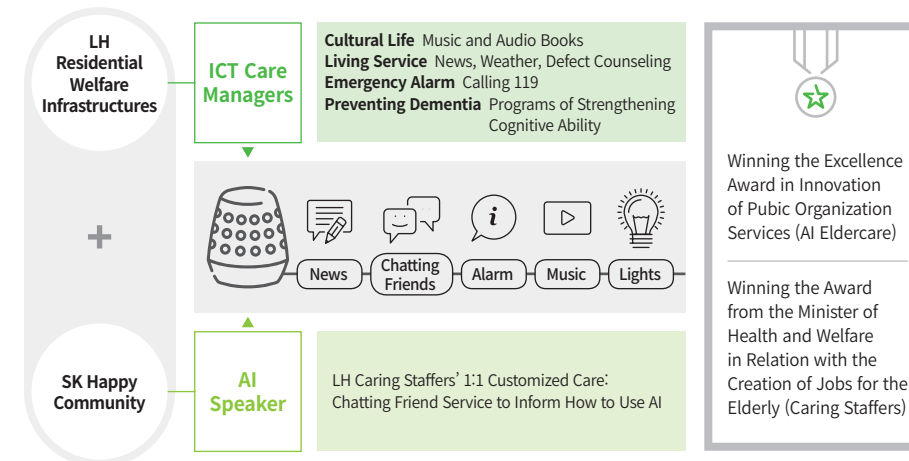 LH
Residential
Welfare
Infrastructures
ICT Care
Managers
Cultural Life Music and Audio Books
Living Service News, Weather, Defect Counseling
Emergency Alarm Calling 119
Preventing Dementia Programs of Strengthening
Cognitive Ability
+
i
News
Chatting
Friends
Alarm
Music
Lights
SK Happy
Community
AI
Speaker
LH Caring Staffers’ 1:1 Customized Care:
Chatting Friend Service to Inform How to Use AI
Winning the Excellence
Award in Innovation
of Pubic Organization
Services (AI Eldercare)
Winning the Award
from the Minister of
Health and Welfare
in Relation with the
Creation of Jobs for the
Elderly (Caring Staffers)